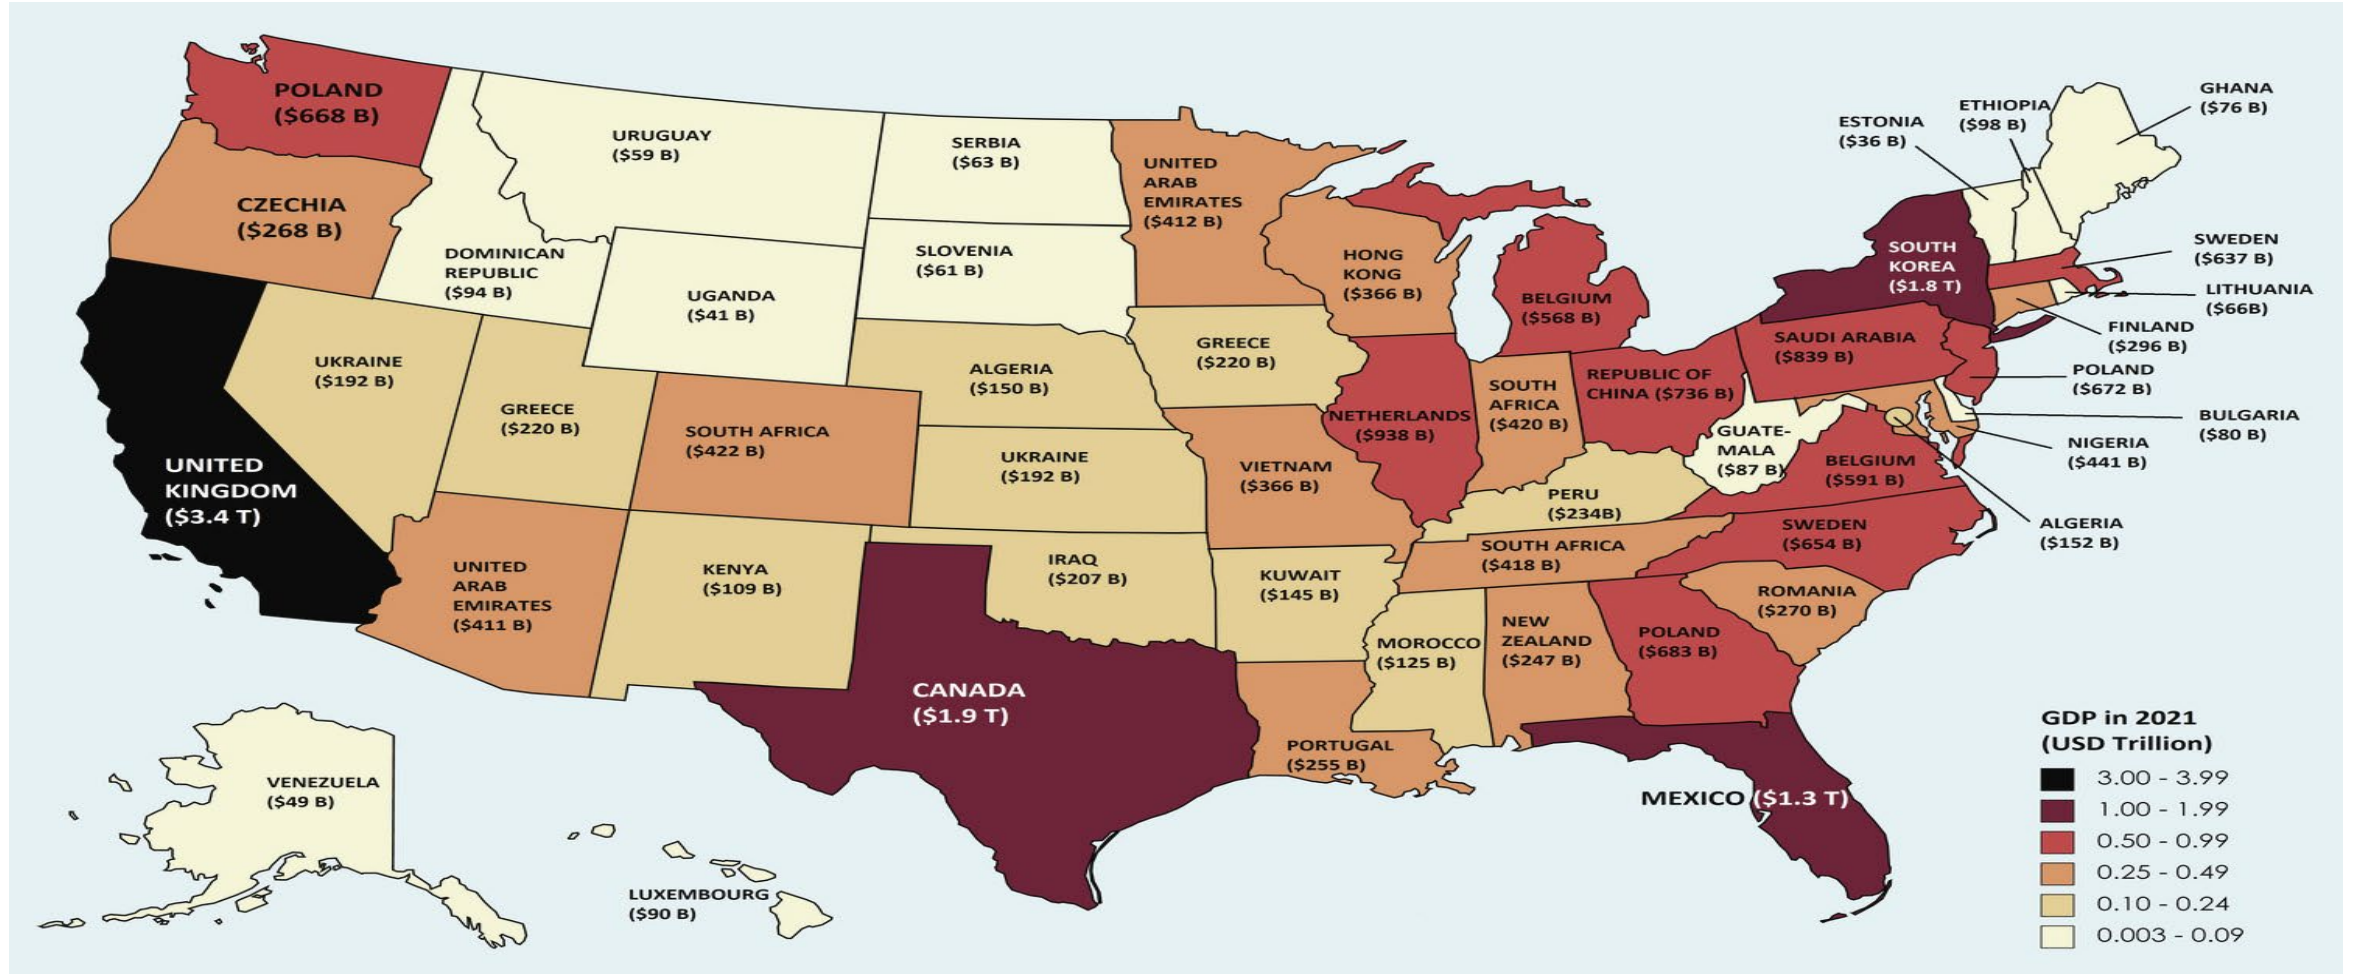 POLAND
($668 B)
CZECHIA
($268 B)
UNITED
KINGDOM
($3.4 T)
UKRAINE
($192 B)
DOMINICAN
REPUBLIC
($94 B)
URUGUAY
($59 B)
UGANDA
($41 B)
GREECE
($220 B)
SOUTH AFRICA
($422 B)
UNITED
ARAB
EMIRATES
($411 B)
KENYA
($109 B)
SERBIA
($63 B)
SLOVENIA
($61 B)
ALGERIA
($150 B)
UKRAINE
($192 B)
IRAQ
($207 B)
CANADA
($1.9 T)
UNITED
ARAB
EMIRATES
($412 B)
GREECE
($220 B)
VIETNAM
($366 B)
KUWAIT
($145 B)
PORTUGAL
($255 B)
HONG
KONG
($366 B)
NETHERLANDS
($938 B)
BELGIUM
($568 B)
SOUTH
AFRICA
($420 B)
REPUBLIC OF
CHINA ($736 B)
PERU
($234B)
SOUTH AFRICA
($418 B)
MOROCCO
($125 B)
NEW
ZEALAND
($247 B)
POLAND
($683 B)
MEXICO ($1.3 T)
ROMANIA
($270 B)
SWEDEN
($654 B)
BELGIUM
($591 B)
GUATE-
MALA
($87 B)
SAUDI ARABIA
($839 B)
SOUTH
KOREA
($1.8 T)
ESTONIA
($36 B)
ETHIOPIA
($98 B)
GHANA
($76 B)
SWEDEN
($637 B)
LITHUANIA
($66B)
FINLAND
($296 B)
POLAND
($672 B)
BULGARIA
($80 B)
NIGERIA
($441 B)
ALGERIA
($152 B)
VENEZUELA
($49 B)
LUXEMBOURG
($90 B)
GDP in 2021
(USD Trillion)
3.00 - 3.99
1.00 - 1.99
0.50 - 0.99
0.25 - 0.49
0.10 - 0.24
0.003 - 0.09